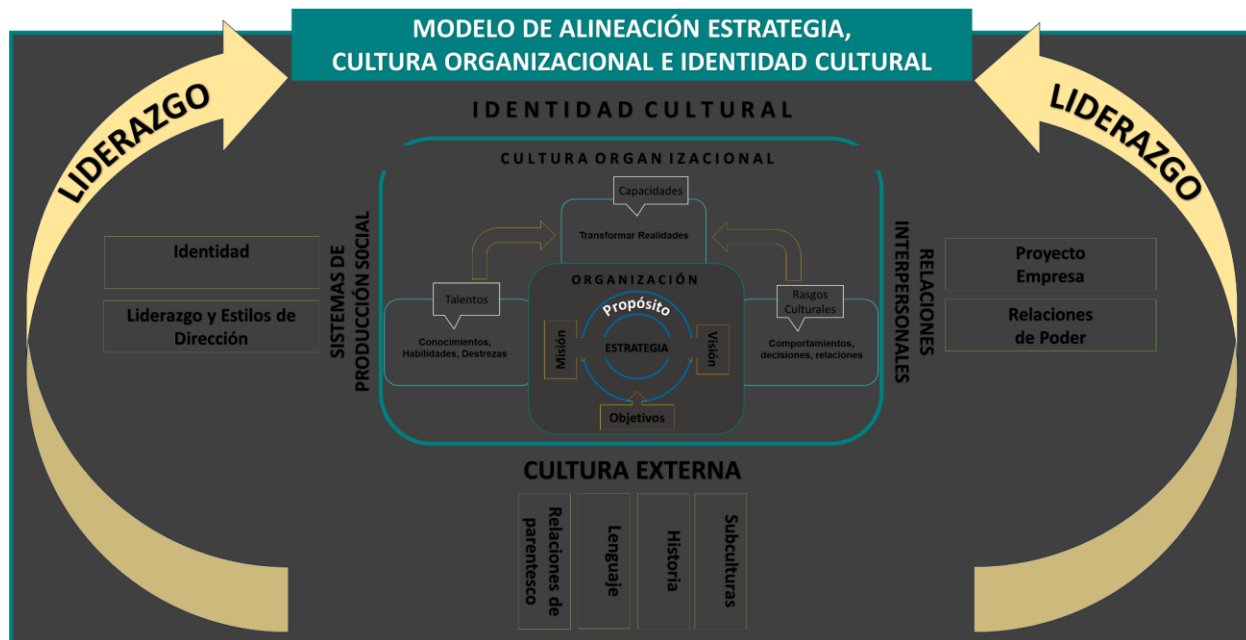 MODELO DE ALINEACIÓN ESTRATEGIA,
CULTURA ORGANIZACIONAL E IDENTIDAD CULTURAL
LIDERAZGO
LIDERAZGO
IDENTIDAD CULTURAL
CULTURA ORGANIZACIONAL
Capacidades
Transformar Realidades
SISTEMAS DE
PRODUCCIÓN SOCIAL
RELACIONES
INTERPERSONALES
Identidad
Liderazgo y Estilos de
Dirección
Proyecto
Empresa
Relaciones
de Poder
Talentos
Conocimientos,
Habilidades, Destrezas
ORGANIZACIÓN
Propósito
ESTRATEGIA
Misión
Visión
Objetivos
Rasgos
Culturales
Comportamientos,
decisiones, relaciones
CULTURA EXTERNA
Relaciones de
parentesco
Lenguaje
Historia
Subculturas